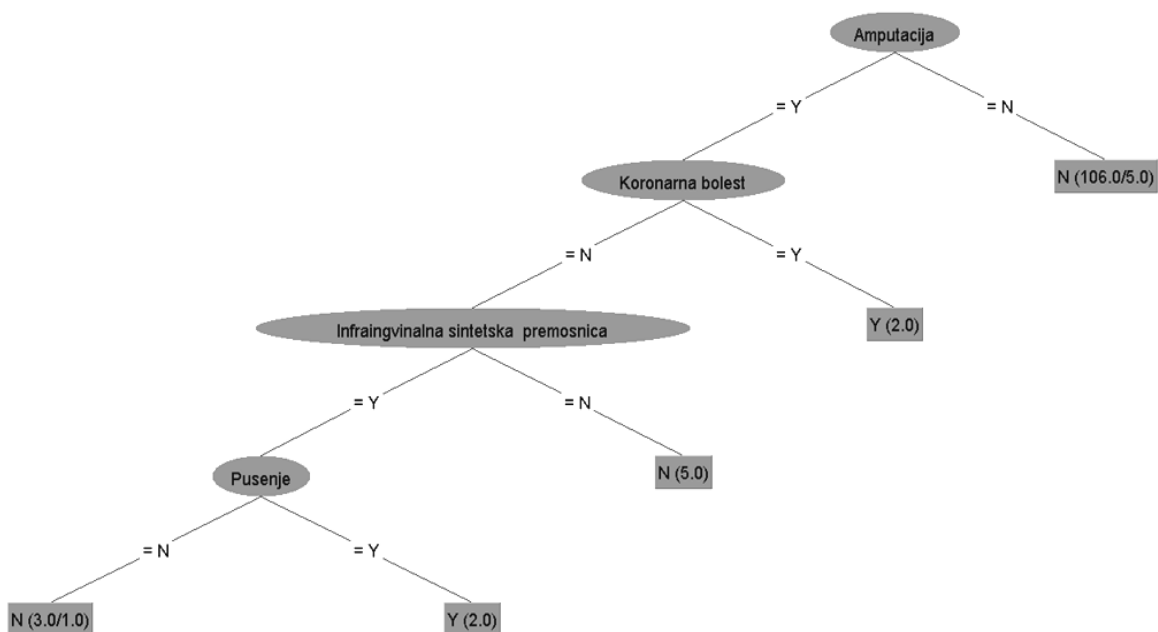 Amputacija
= Y
= N
Koronarna bolest
N (106.0/5.0)
= N
= Y
Infraingvinalna sintetska premosnica
Y (2.0)
= Y
= N
Pusenje
N (5.0)
= N
= Y
N (3.0/1.0)
Y (2.0)